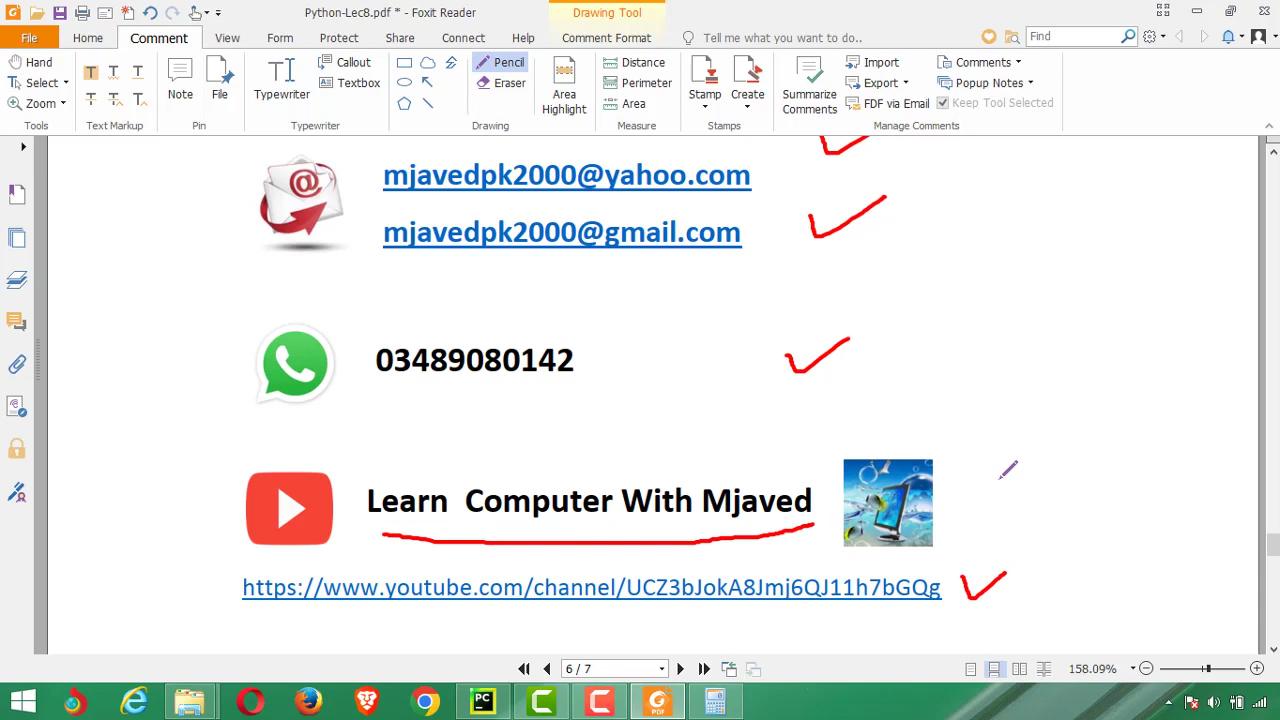 Python-Lec8.pdf * - Foxit Reader
Drawing Tool
File Home Comment View Form Protect Share Connect Help Comment Format Tell me what you want to do.. Find
Hand
Select
Zoom
Tools
Text Markup
Note
File
Pin
Typewriter
Callout
Textbox
Typewriter
Pencil
Eraser
Drawing
Area Highlight
Distance
Perimeter
Area
Measure
Stamp
Create
Stamps
Summarize Comments
Import
Export
FDF via Email
Comments
Popup Notes
Keep Tool Selected
Manage Comments
mjavedpk2000@yahoo.com
mjavedpk2000@gmail.com
03489080142
Learn Computer With Mjaved
https://www.youtube.com/channel/UCZ3bJokA8Jmj6QJ11h7bGQg
6 / 7
158.09%
PC
PDF